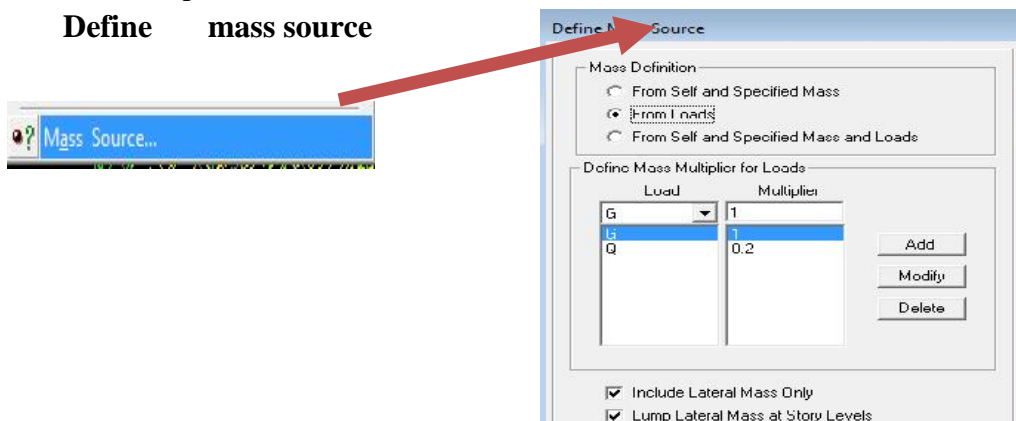 Define mass source
Mass Source...
Define Source
Mass Definition
From Self and Specified Mass
From Loads
From Self and Specified Mass and Loads
Define Mass Multiplier for Loads
Load Multiplier
G 1
G 1
Q 0.2
Add
Modify
Delete
Include Lateral Mass Only
Lump Lateral Mass at Story Levels